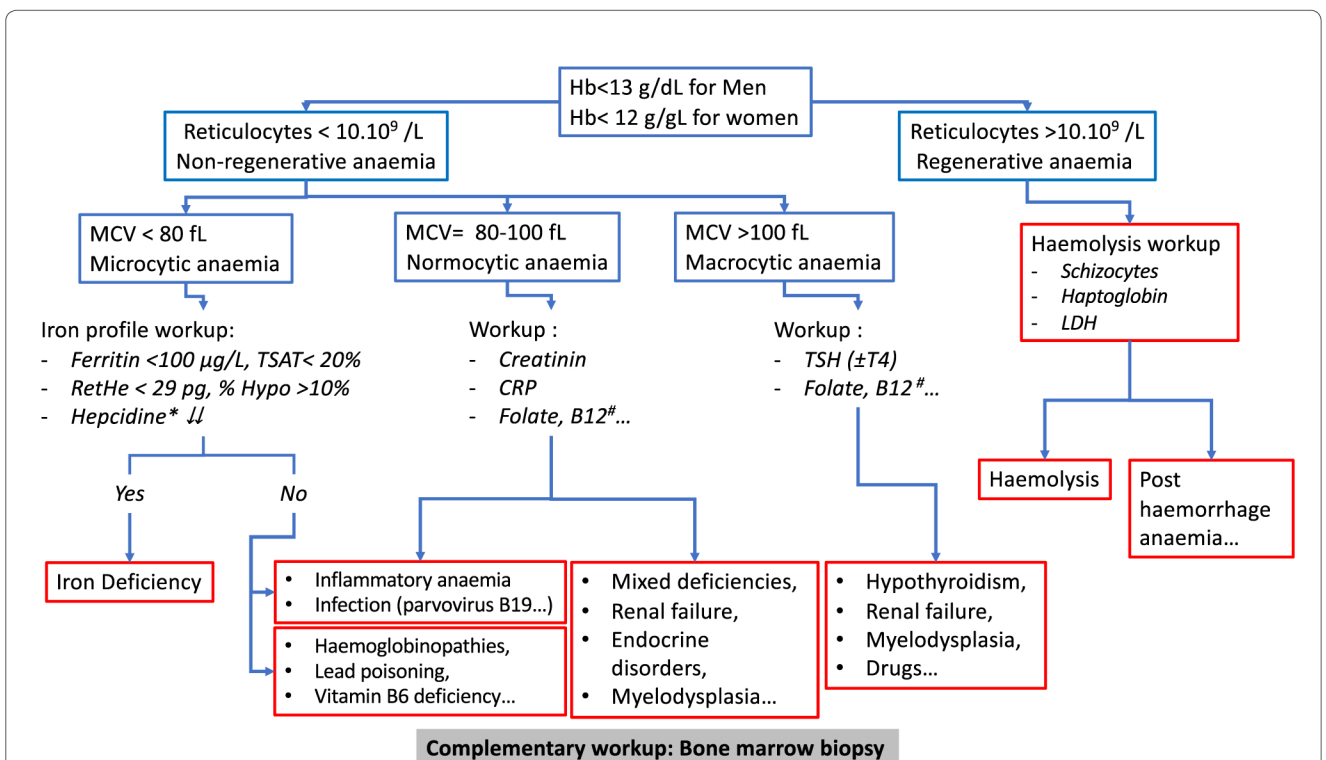 Hb<13 g/dL for Men
Hb< 12 g/gL for women
Reticulocytes < 10.10⁹ /L
Non-regenerative anaemia
Reticulocytes >10.10⁹ /L
Regenerative anaemia
MCV < 80 fL
Microcytic anaemia
MCV= 80-100 fL
Normocytic anaemia
MCV >100 fL
Macrocytic anaemia
Haemolysis workup
- Schizocytes
- Haptoglobin
- LDH
Iron profile workup:
- Ferritin <100 µg/L, TSAT< 20%
- RetHe < 29 pg, % Hypo >10%
- Hepcidine* ↓↓
Workup :
- Creatinin
- CRP
- Folate, B12#...
Workup :
- TSH (±T4)
- Folate, B12#...
Yes
No
Haemolysis
Post
haemorrhage
anaemia...
Iron Deficiency
• Inflammatory anaemia
• Infection (parvovirus B19...)
• Haemoglobinopathies,
• Lead poisoning,
• Vitamin B6 deficiency...
• Mixed deficiencies,
• Renal failure,
• Endocrine
disorders,
• Myelodysplasia...
• Hypothyroidism,
• Renal failure,
• Myelodysplasia,
• Drugs...
Complementary workup: Bone marrow biopsy